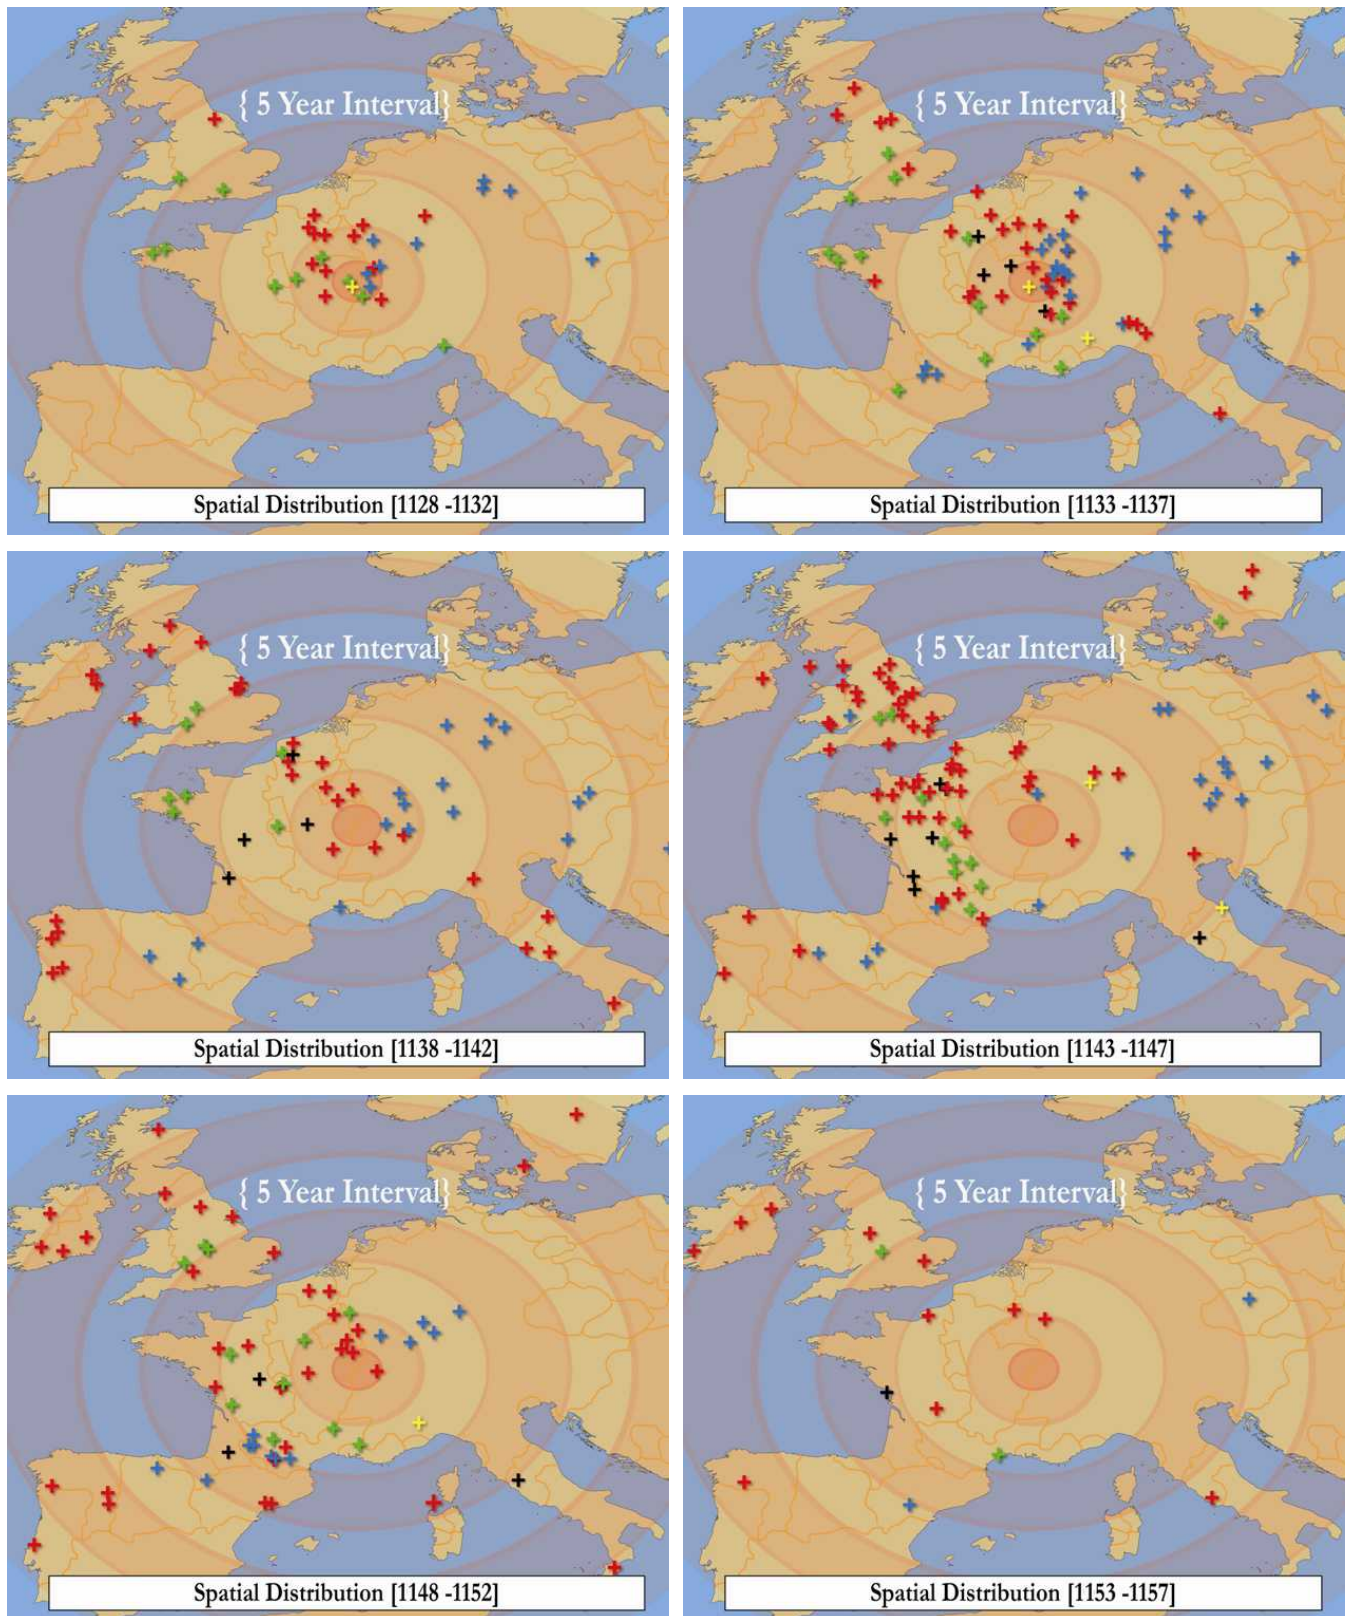 { 5 Year Interval}
{ 5 Year Interval}
Spatial Distribution [1128 -1132]
Spatial Distribution [1133 -1137]
{ 5 Year Interval}
{ 5 Year Interval}
Spatial Distribution [1138 -1142]
Spatial Distribution [1143 -1147]
{ 5 Year Interval}
{ 5 Year Interval}
Spatial Distribution [1148 -1152]
Spatial Distribution [1153 -1157]